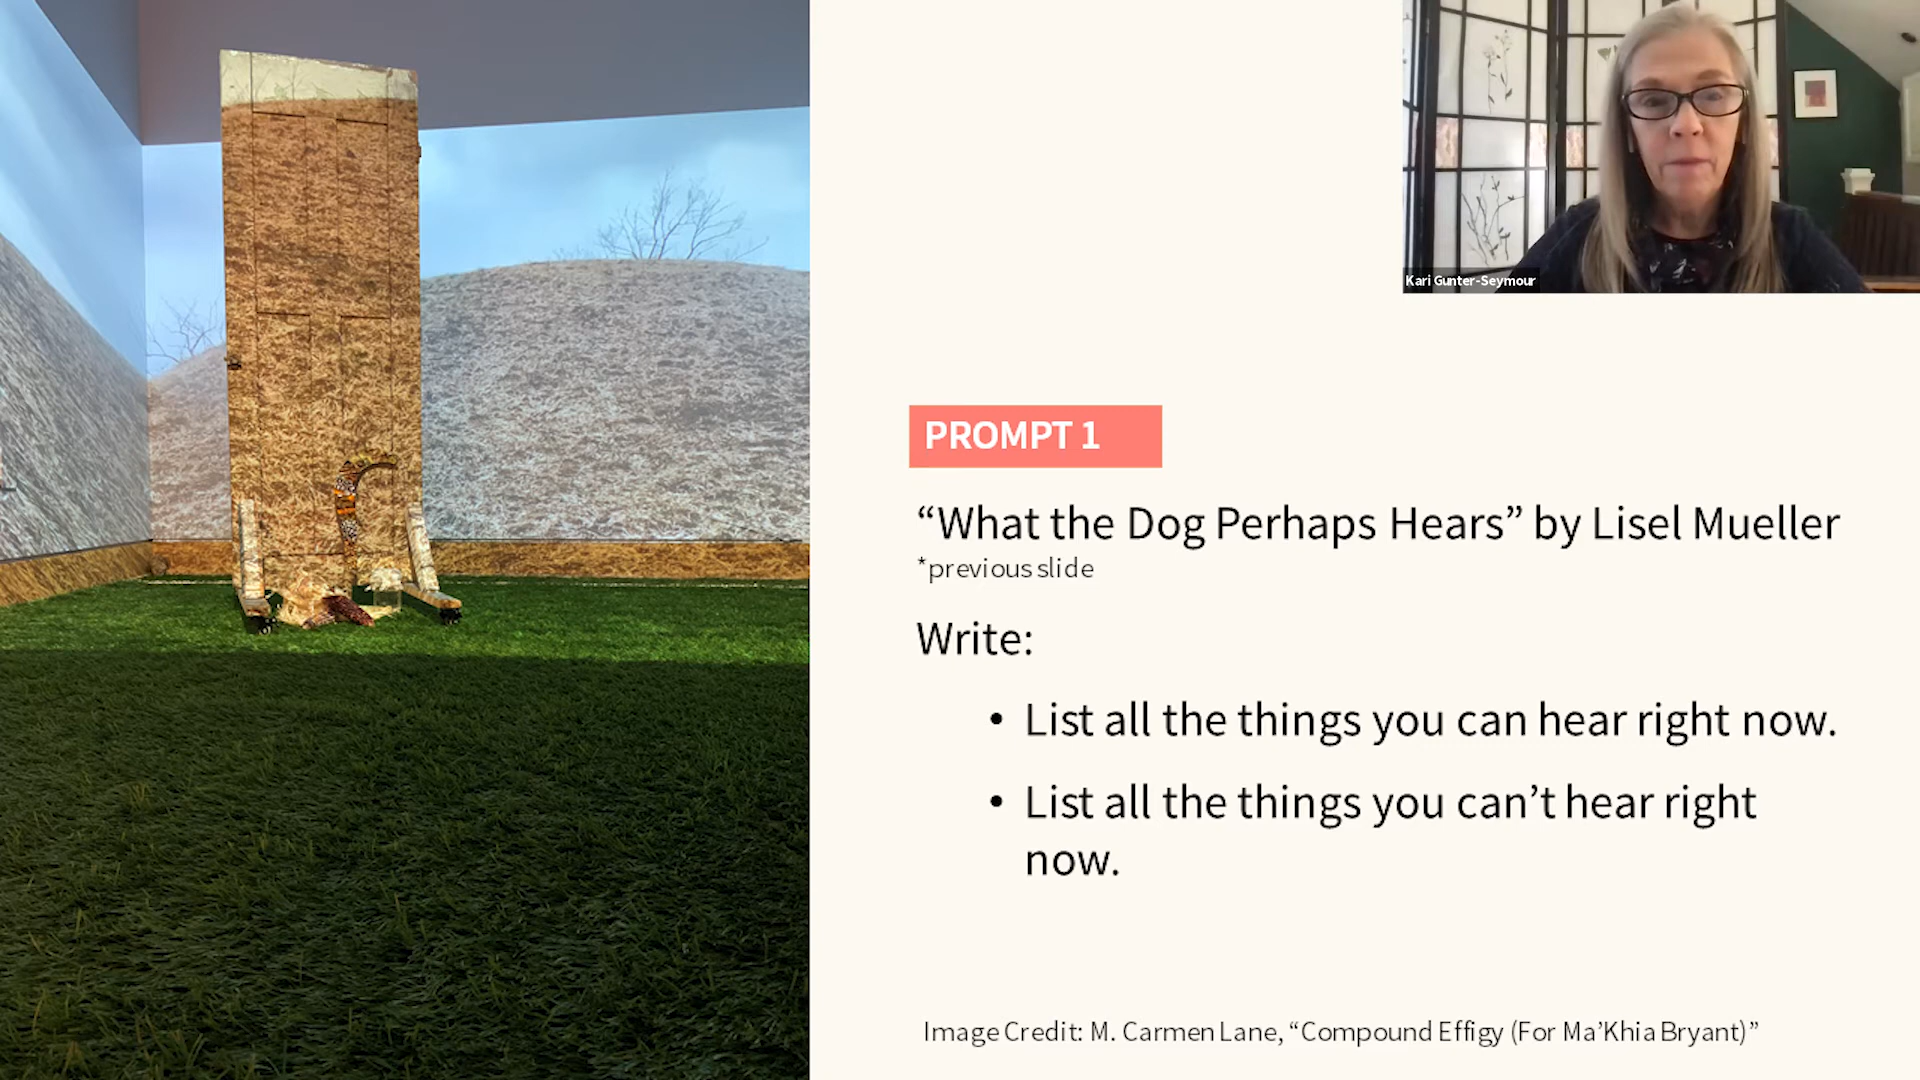 Kari Gunter-Seymour
PROMPT 1
“What the Dog Perhaps Hears” by Lisel Mueller
*previous slide
Write:
• List all the things you can hear right now.
• List all the things you can’t hear right
now.
Image Credit: M. Carmen Lane, “Compound Effigy (For Ma’Khia Bryant)”